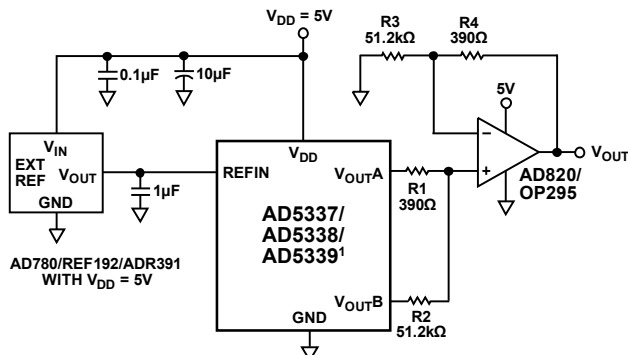 V_DD = 5V
R3
51.2kΩ
R4
390Ω
0.1µF
10µF
5V
V_IN
EXT
REF
V_OUT
GND
1µF
REFIN
V_DD
V_OUTA
R1
390Ω
V_OUT
AD820/
OP295
AD5337/
AD5338/
AD5339¹
AD780/REF192/ADR391
WITH V_DD = 5V
V_OUTB
R2
51.2kΩ
GND
−
+